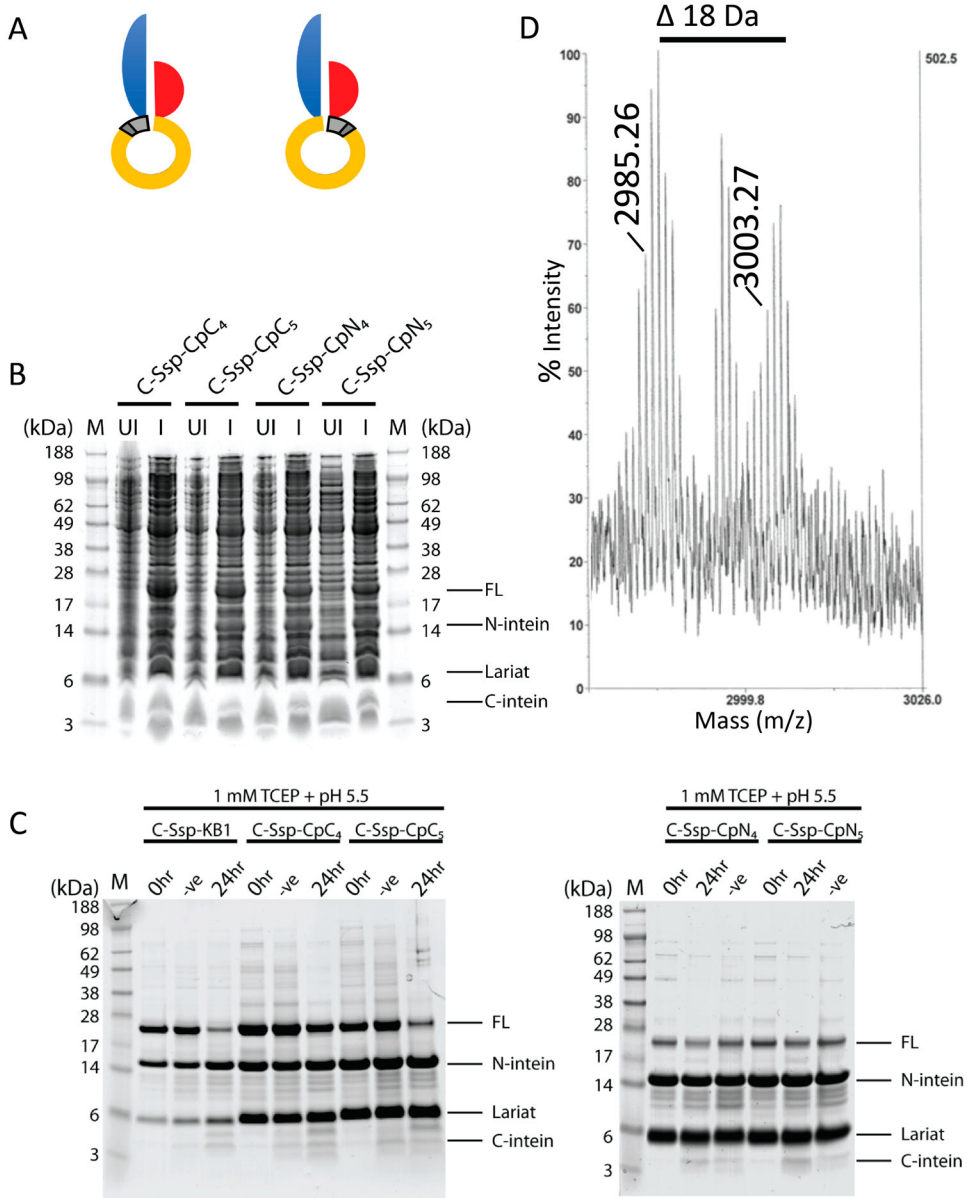 A
B
C-Ssp-CpC4 C-Ssp-CpC5 C-Ssp-CpN4 C-Ssp-CpN5
(kDa) M UI I UI I UI I UI I M (kDa)
188 188
98 98
62 62
49 49
38 38
28 28
FL
17 17
N-intein
14 14
Lariat
6 6
C-intein
3 3
D
Δ 18 Da
100
90
80
70
60
50
40
30
20
10
0
% Intensity
502.5
2985.26
3003.27
2999.8 3026.0
Mass (m/z)
C
1 mM TCEP + pH 5.5
C-Ssp-KB1 C-Ssp-CpC4 C-Ssp-CpC5
(kDa) M 0hr -ve 24hr 0hr -ve 24hr 0hr -ve 24hr
188
98
62
49
38
28
FL
17
N-intein
14
Lariat
6
C-intein
3
1 mM TCEP + pH 5.5
C-Ssp-CpN4 C-Ssp-CpN5
(kDa) M 0hr 24hr -ve 0hr 24hr -ve
188
98
62
49
38
28
FL
17
N-intein
14
Lariat
6
C-intein
3